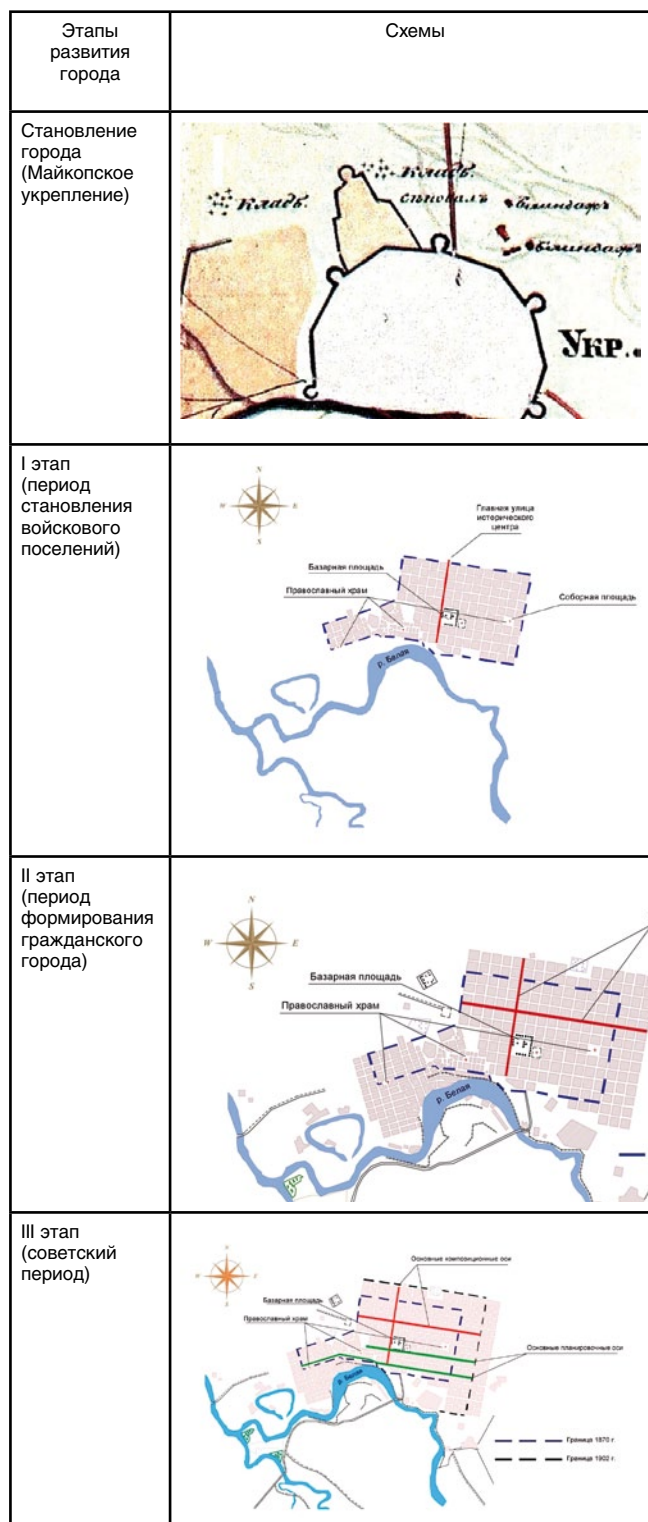 Этапы
развития
города
Схемы
Становление
города
(Майкопское
укрепление)
Кладб.
Кладб.
сѣновалъ
блиндажъ
блиндажъ
Укр.
I этап
(период
становления
войскового
поселений)
N
W
E
S
Главная улица
исторического
центра
Базарная площадь
Православный храм
Соборная площадь
р. Белая
II этап
(период
формирования
гражданского
города)
N
W
E
S
Базарная площадь
Православный храм
р. Белая
III этап
(советский
период)
Основные композиционные оси
Базарная площадь
Православный храм
Основные планировочные оси
р. Белая
Граница 1870 г.
Граница 1902 г.